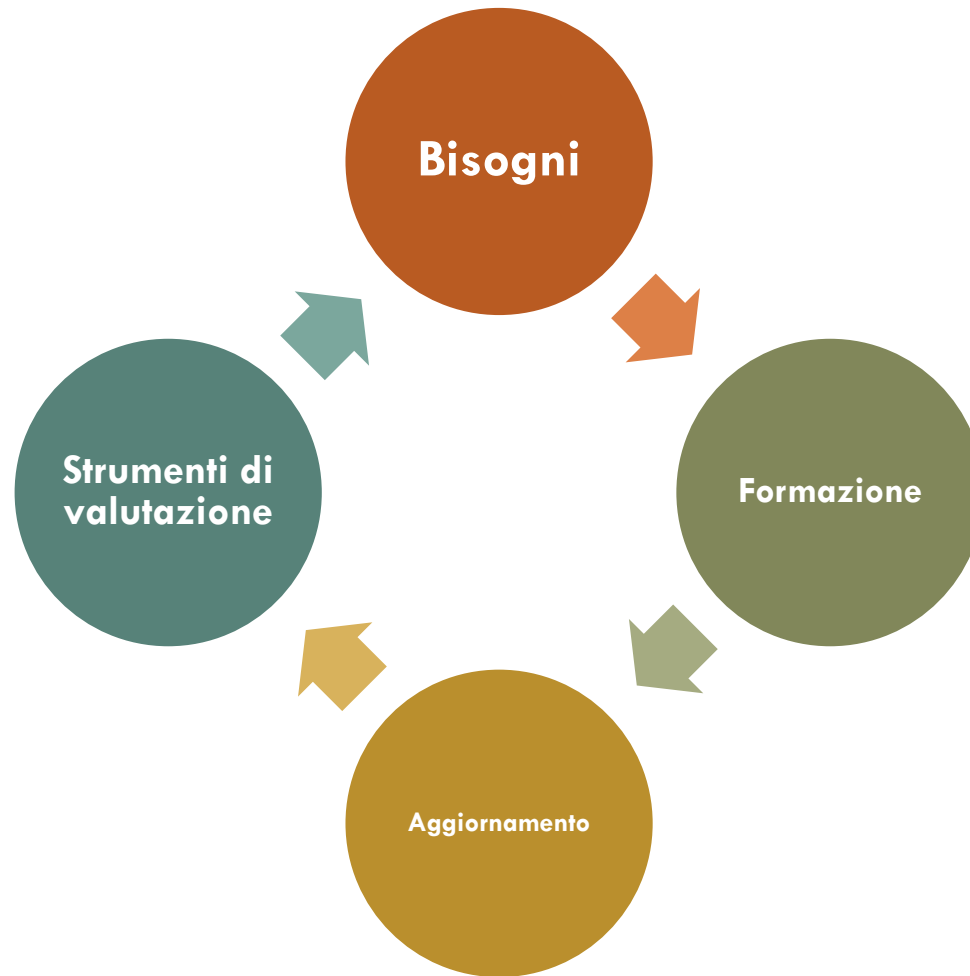 Bisogni
Formazione
Aggiornamento
Strumenti di
valutazione